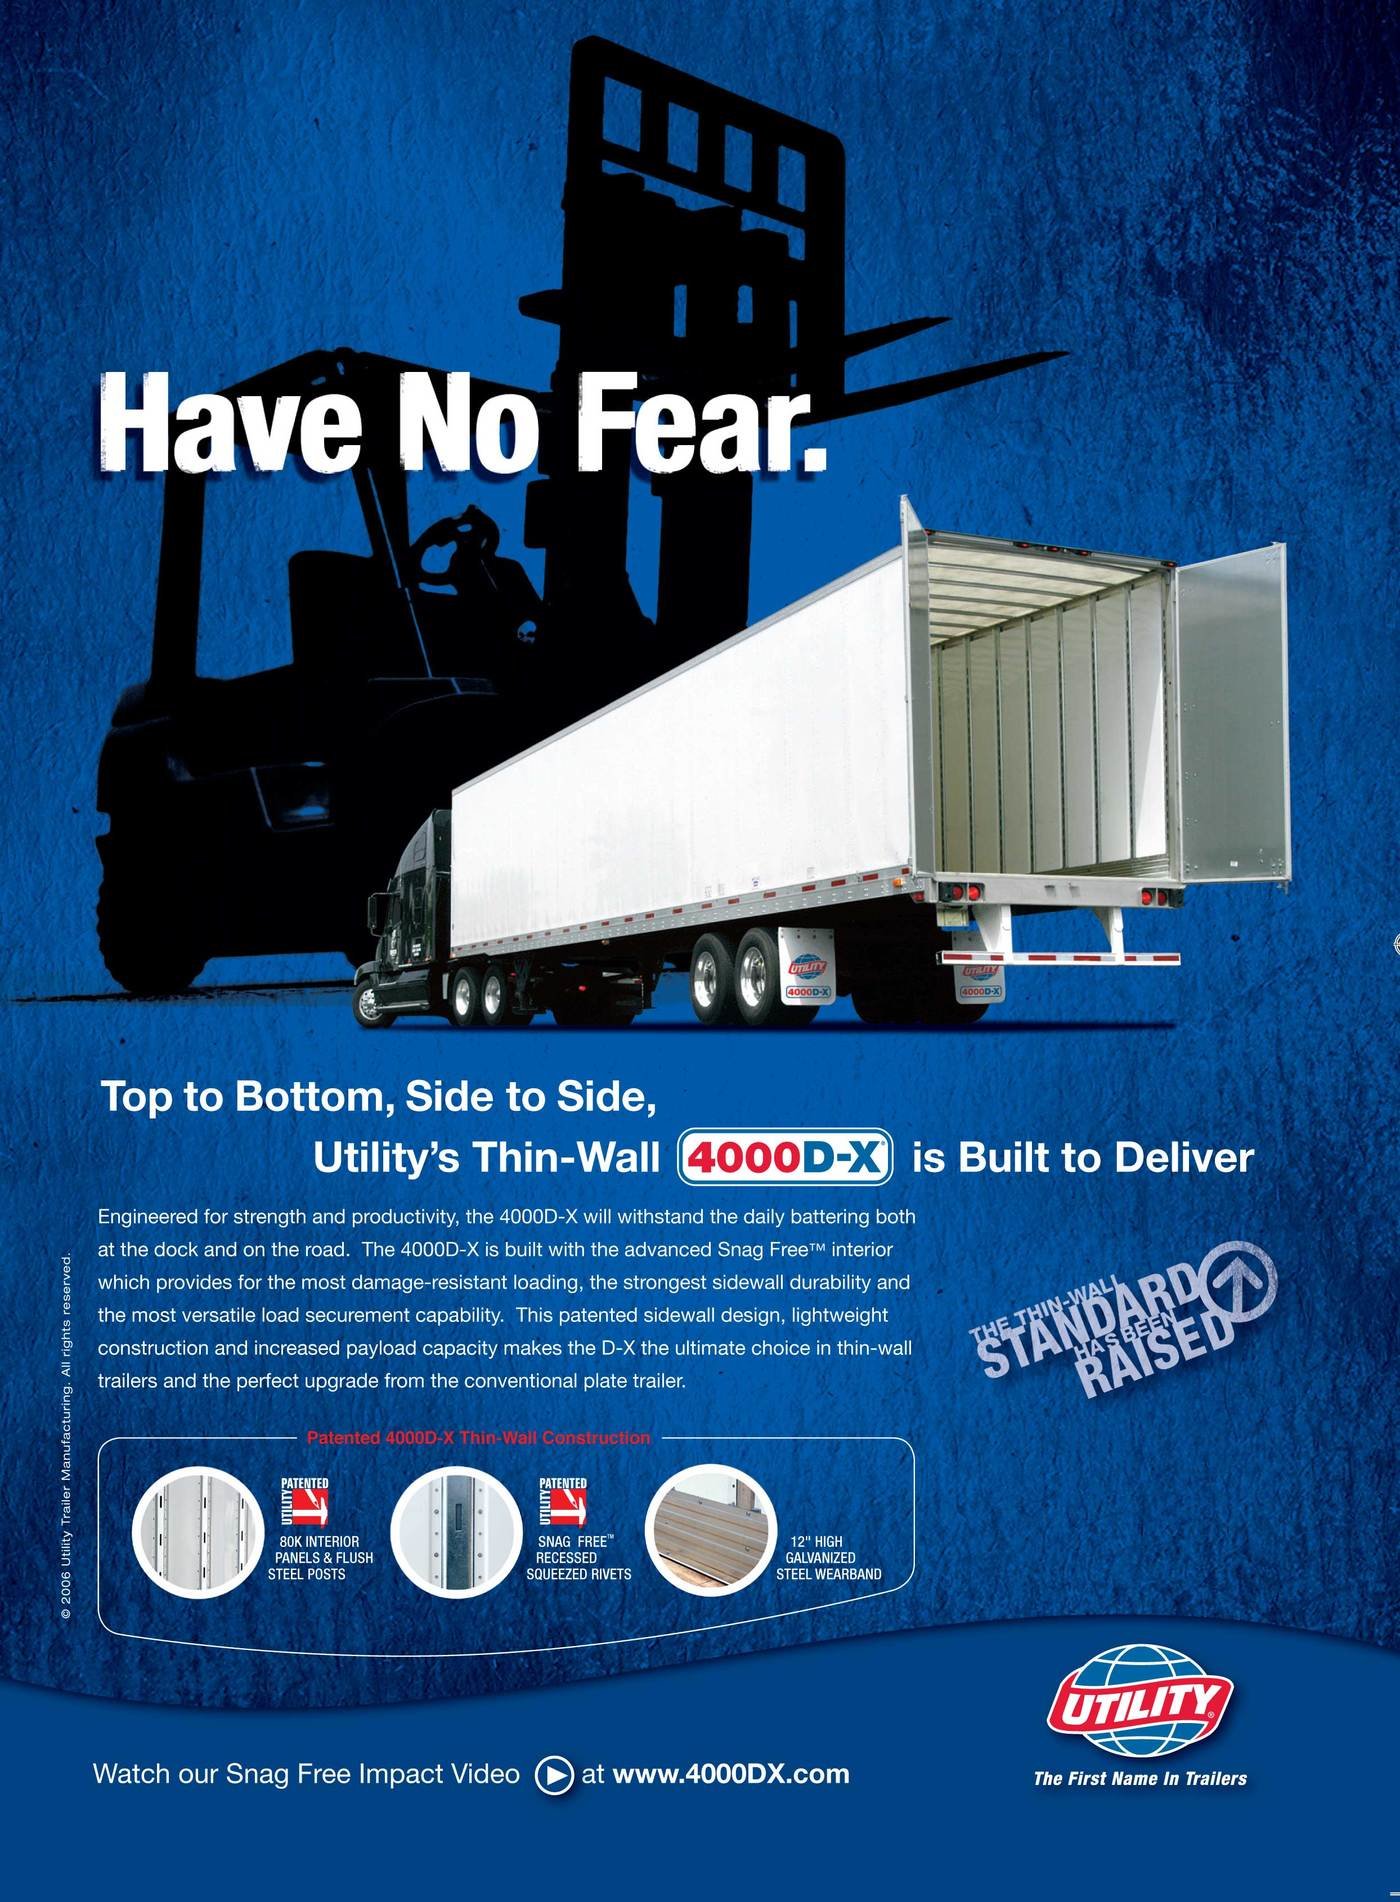 Have No Fear.
UTILITY
4000D-X
UTILITY
4000D-X
Top to Bottom, Side to Side,
Utility's Thin-Wall 4000D-X® is Built to Deliver
Engineered for strength and productivity, the 4000D-X will withstand the daily battering both
at the dock and on the road. The 4000D-X is built with the advanced Snag Free™ interior
which provides for the most damage-resistant loading, the strongest sidewall durability and
the most versatile load securement capability. This patented sidewall design, lightweight
construction and increased payload capacity makes the D-X the ultimate choice in thin-wall
trailers and the perfect upgrade from the conventional plate trailer.
THE THIN-WALL
STANDARD
HAS BEEN
RAISED
Patented 4000D-X Thin-Wall Construction
PATENTED
UTILITY
80K INTERIOR
PANELS & FLUSH
STEEL POSTS
PATENTED
UTILITY
SNAG FREE™
RECESSED
SQUEEZED RIVETS
12" HIGH
GALVANIZED
STEEL WEARBAND
© 2006 Utility Trailer Manufacturing. All rights reserved.
UTILITY®
The First Name In Trailers
Watch our Snag Free Impact Video at www.4000DX.com